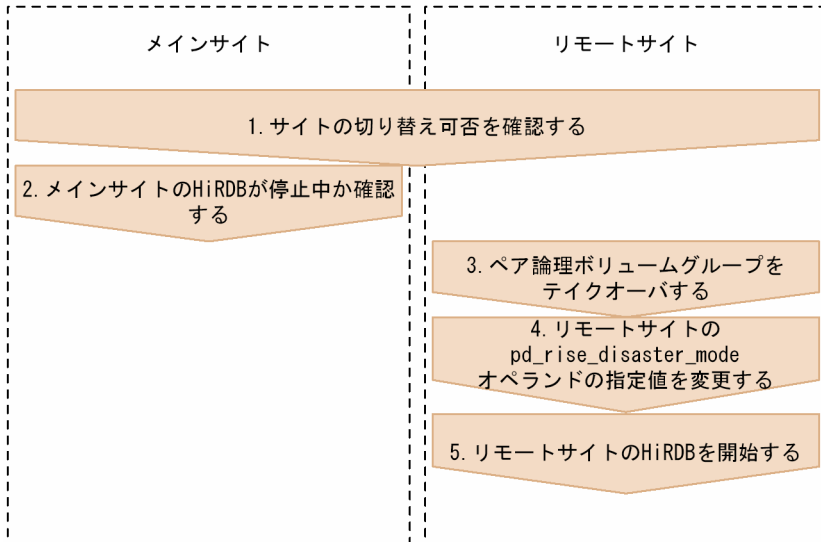 メインサイト
リモートサイト
1.サイトの切り替え可否を確認する
2.メインサイトのHiRDBが停止中か確認
する
3.ペア論理ボリュームグループを
テイクオーバする
4.リモートサイトの
pd_rise_disaster_mode
オペランドの指定値を変更する
5.リモートサイトのHiRDBを開始する